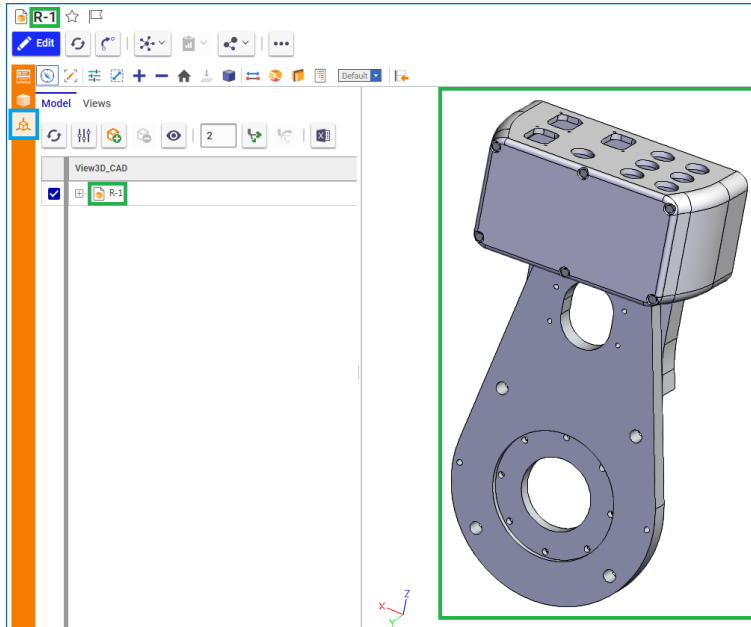 R-1
Edit
Default
Model Views
2
View3D_CAD
R-1
Z
X
Y